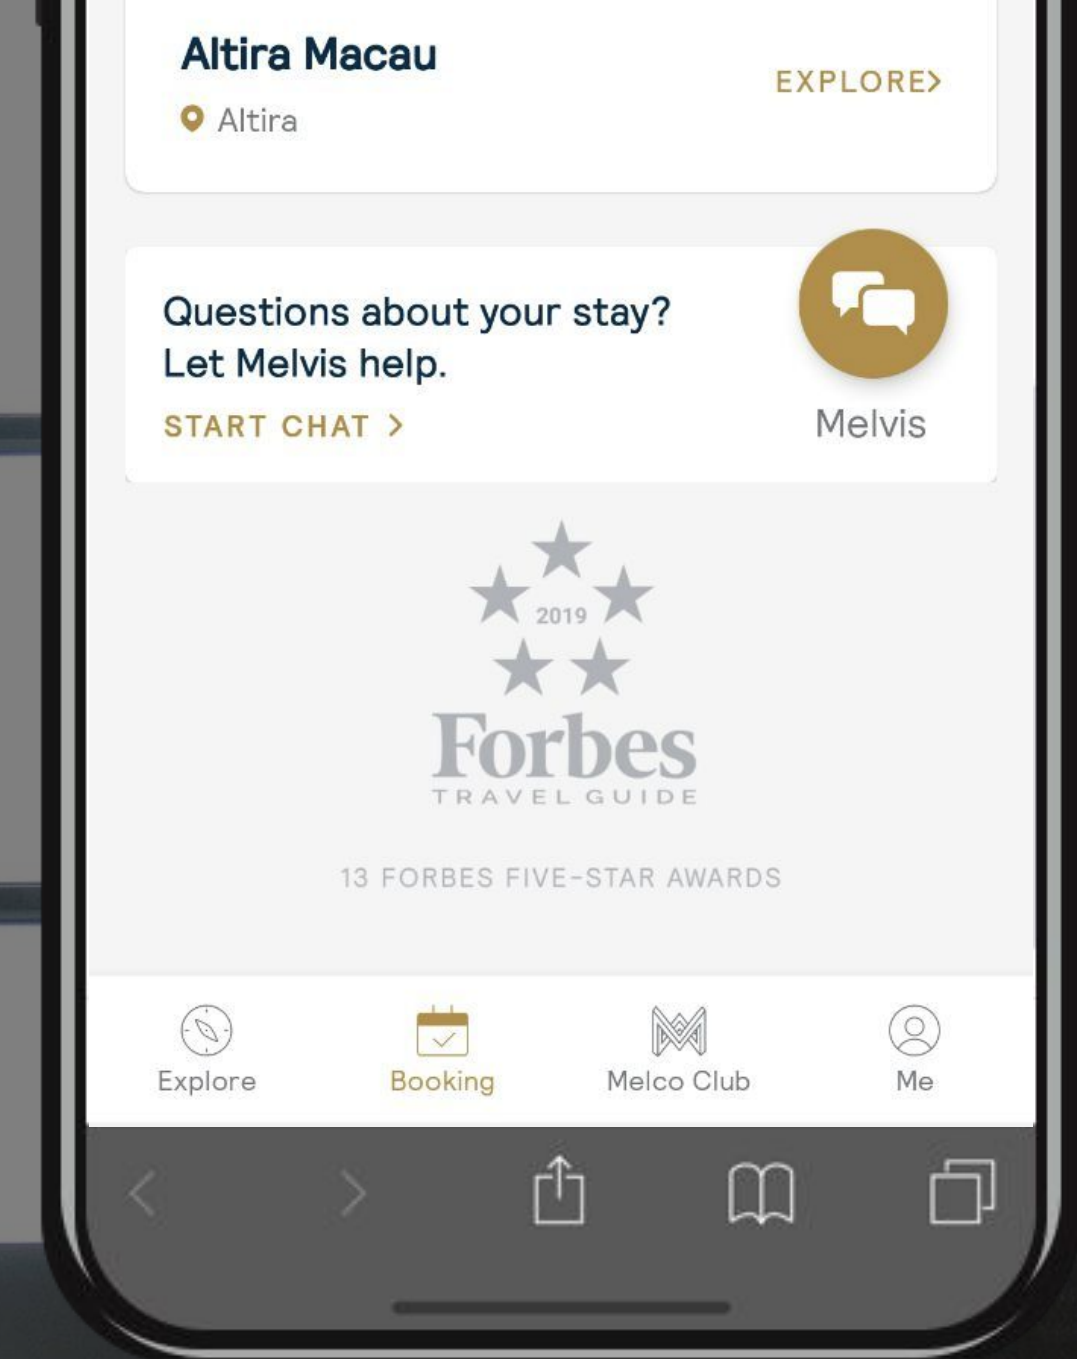 Altira Macau
EXPLORE>
Altira
Questions about your stay?
Let Melvis help.
START CHAT >
Melvis
2019
Forbes
TRAVEL GUIDE
13 FORBES FIVE-STAR AWARDS
Explore
Booking
Melco Club
Me